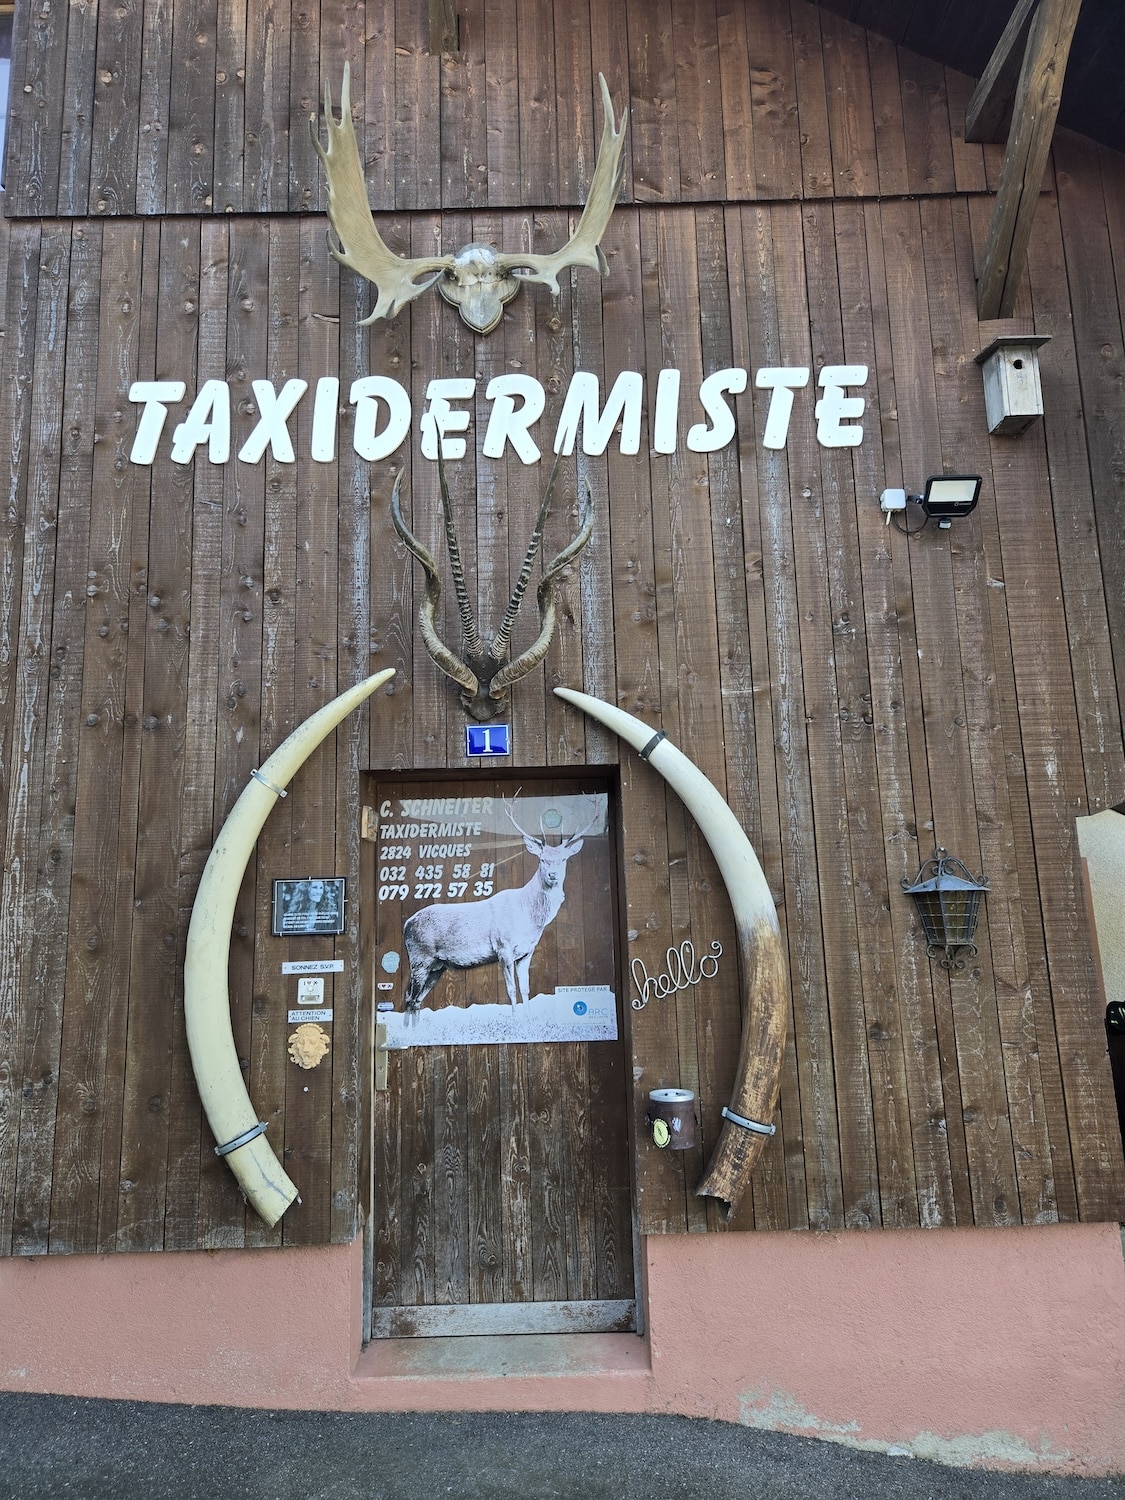 TAXIDERMISTE
1
C. SCHNEITER
TAXIDERMISTE
2824 VICQUES
032 435 58 81
079 272 57 35
SONNEZ S.V.P.
ATTENTION
AU CHIEN
hello
SITE PROTEGE PAR
ARC